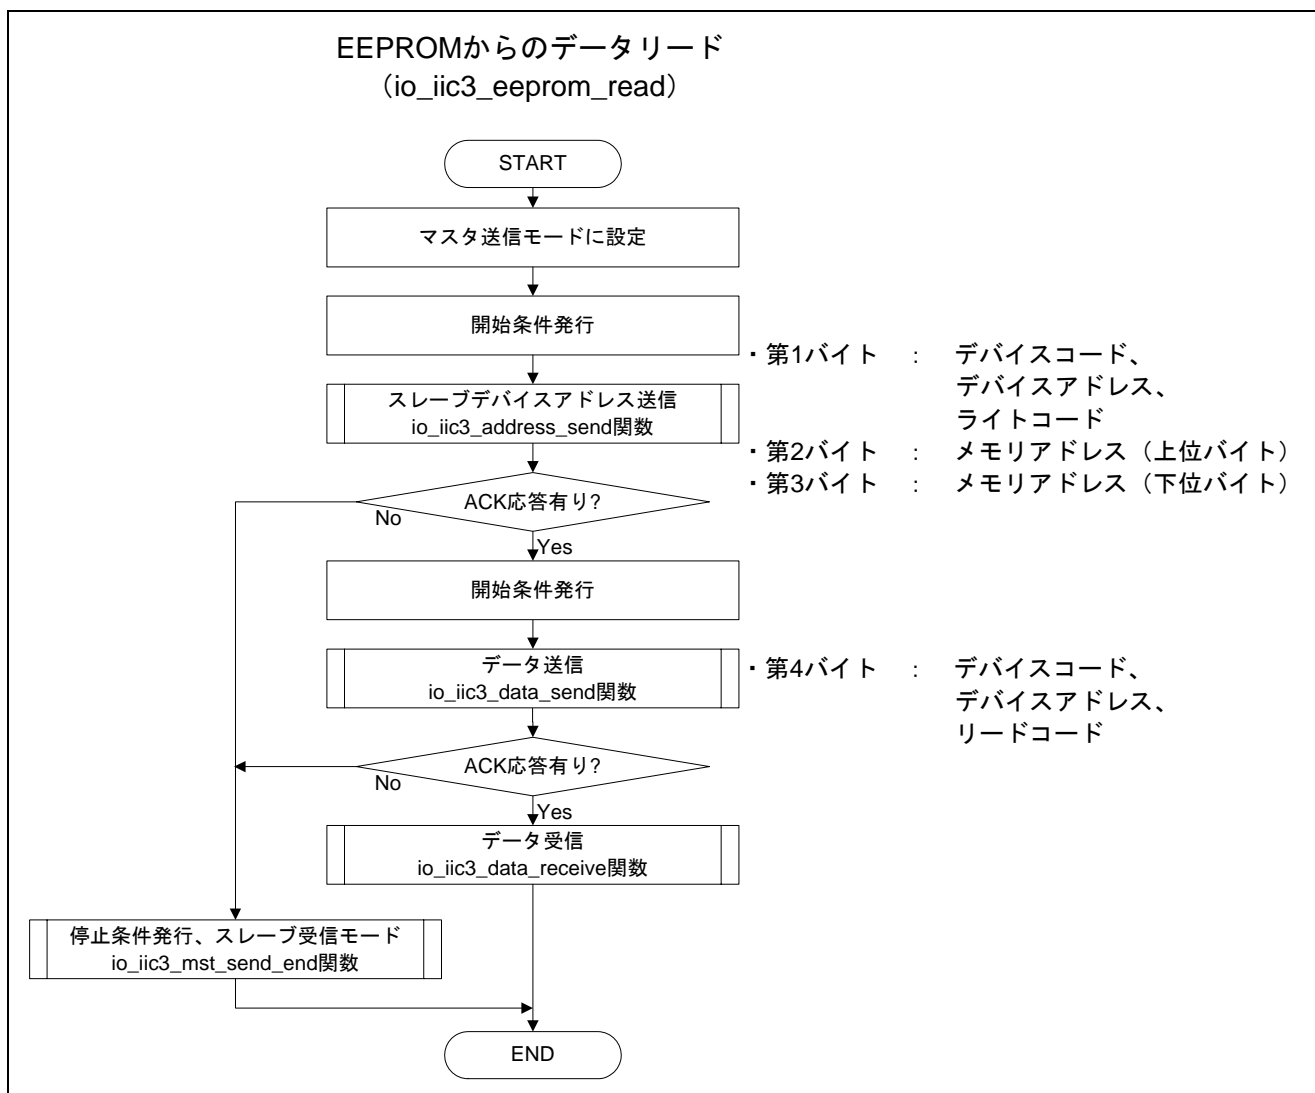 EEPROMからのデータリード
（io_iic3_eeprom_read）
START
マスタ送信モードに設定
開始条件発行
・第1バイト : デバイスコード、
デバイスアドレス、
ライトコード
スレーブデバイスアドレス送信
io_iic3_address_send関数
・第2バイト : メモリアドレス（上位バイト）
・第3バイト : メモリアドレス（下位バイト）
ACK応答有り?
No
Yes
開始条件発行
データ送信
io_iic3_data_send関数
・第4バイト : デバイスコード、
デバイスアドレス、
リードコード
ACK応答有り?
No
Yes
データ受信
io_iic3_data_receive関数
停止条件発行、スレーブ受信モード
io_iic3_mst_send_end関数
END